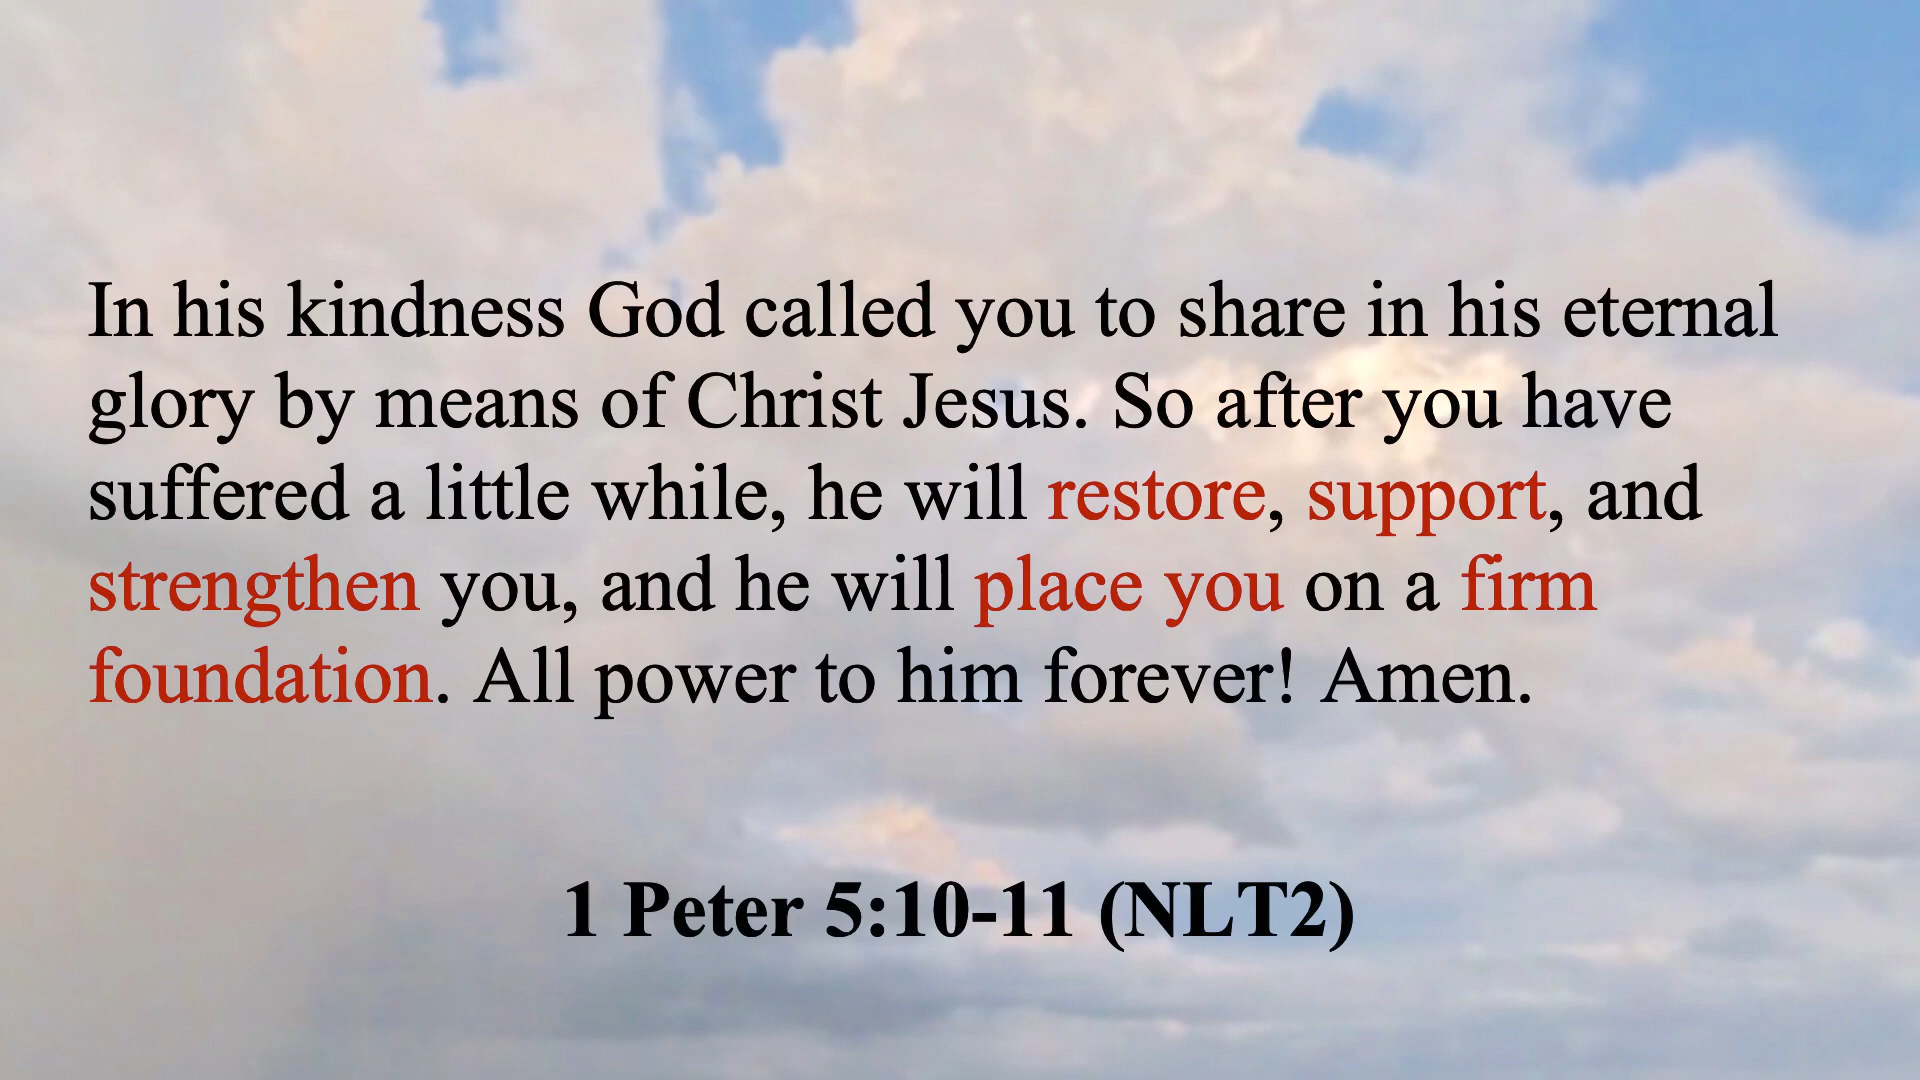 In his kindness God called you to share in his eternal
glory by means of Christ Jesus. So after you have
suffered a little while, he will restore, support, and
strengthen you, and he will place you on a firm
foundation. All power to him forever! Amen.
1 Peter 5:10-11 (NLT2)